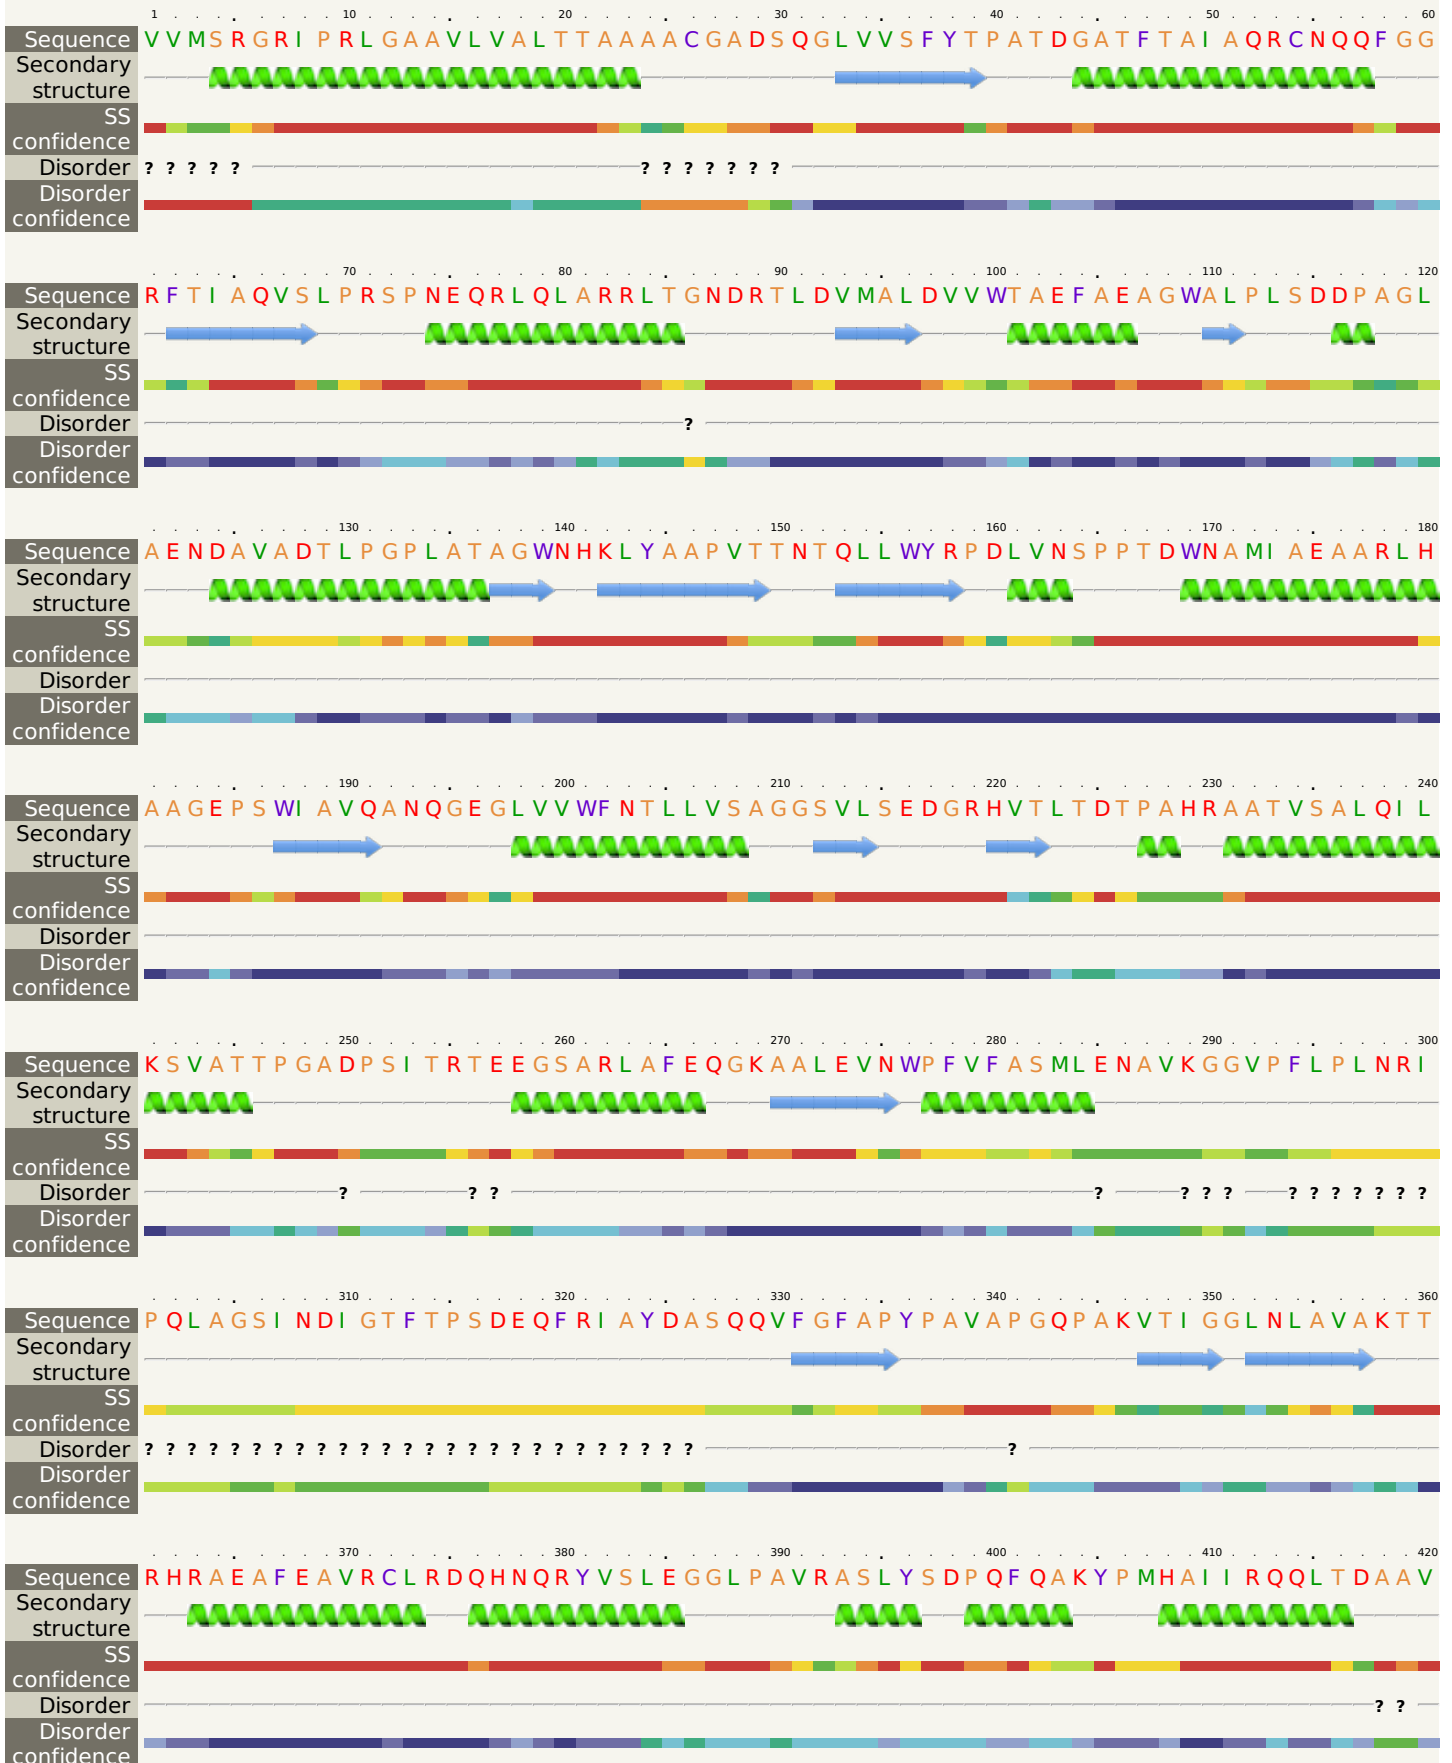 1 10 20 30 40 50 60
Sequence VVMSRGRIPRLGAAVLVALTTAAAACGADSQGLVVSFYTPATDGATFTAIAQRCNQQFGG
Secondary
structure
SS
confidence
Disorder ????? ???????
Disorder
confidence
70 80 90 100 110 120
Sequence RFTIAQVSLPRSPNEQRLQLARRLTGNDRTLDVMALDVVWTAEFAEAGWALPLSDDPAGL
Secondary
structure
SS
confidence
Disorder ?
Disorder
confidence
130 140 150 160 170 180
Sequence AENDAVADTLPGPLATAGWNHKLYAAPVTTNTQLLWYRPDLVNSPPTDWNAMIAEAARLH
Secondary
structure
SS
confidence
Disorder
Disorder
confidence
190 200 210 220 230 240
Sequence AAGEPSWIAVQANQGEGLVVWFNTLLVSAGGSVLSEDGRHVTLTDTPAHRAATVSALQIL
Secondary
structure
SS
confidence
Disorder
Disorder
confidence
250 260 270 280 290 300
Sequence KSVATTPGADPSITRTEEGSARLAFEQGKAALEVNWPFVFASMLENAVKGGVPFLPLNRI
Secondary
structure
SS
confidence
Disorder ? ?? ? ??? ???????
Disorder
confidence
310 320 330 340 350 360
Sequence PQLAGSINDIGTFTPSDEQFRIAYDASQQVFGFAPYPAVAPGQPAKVTIGGLNLAVAKTT
Secondary
structure
SS
confidence
Disorder ?????????????????????????? ?
Disorder
confidence
370 380 390 400 410 420
Sequence RHRAEAFEAVRCLRDQHNQRYVSLEGGLPAVRASLYSDPQFQAKYPMHAIIRQQLTDAAV
Secondary
structure
SS
confidence
Disorder ??
Disorder
confidence